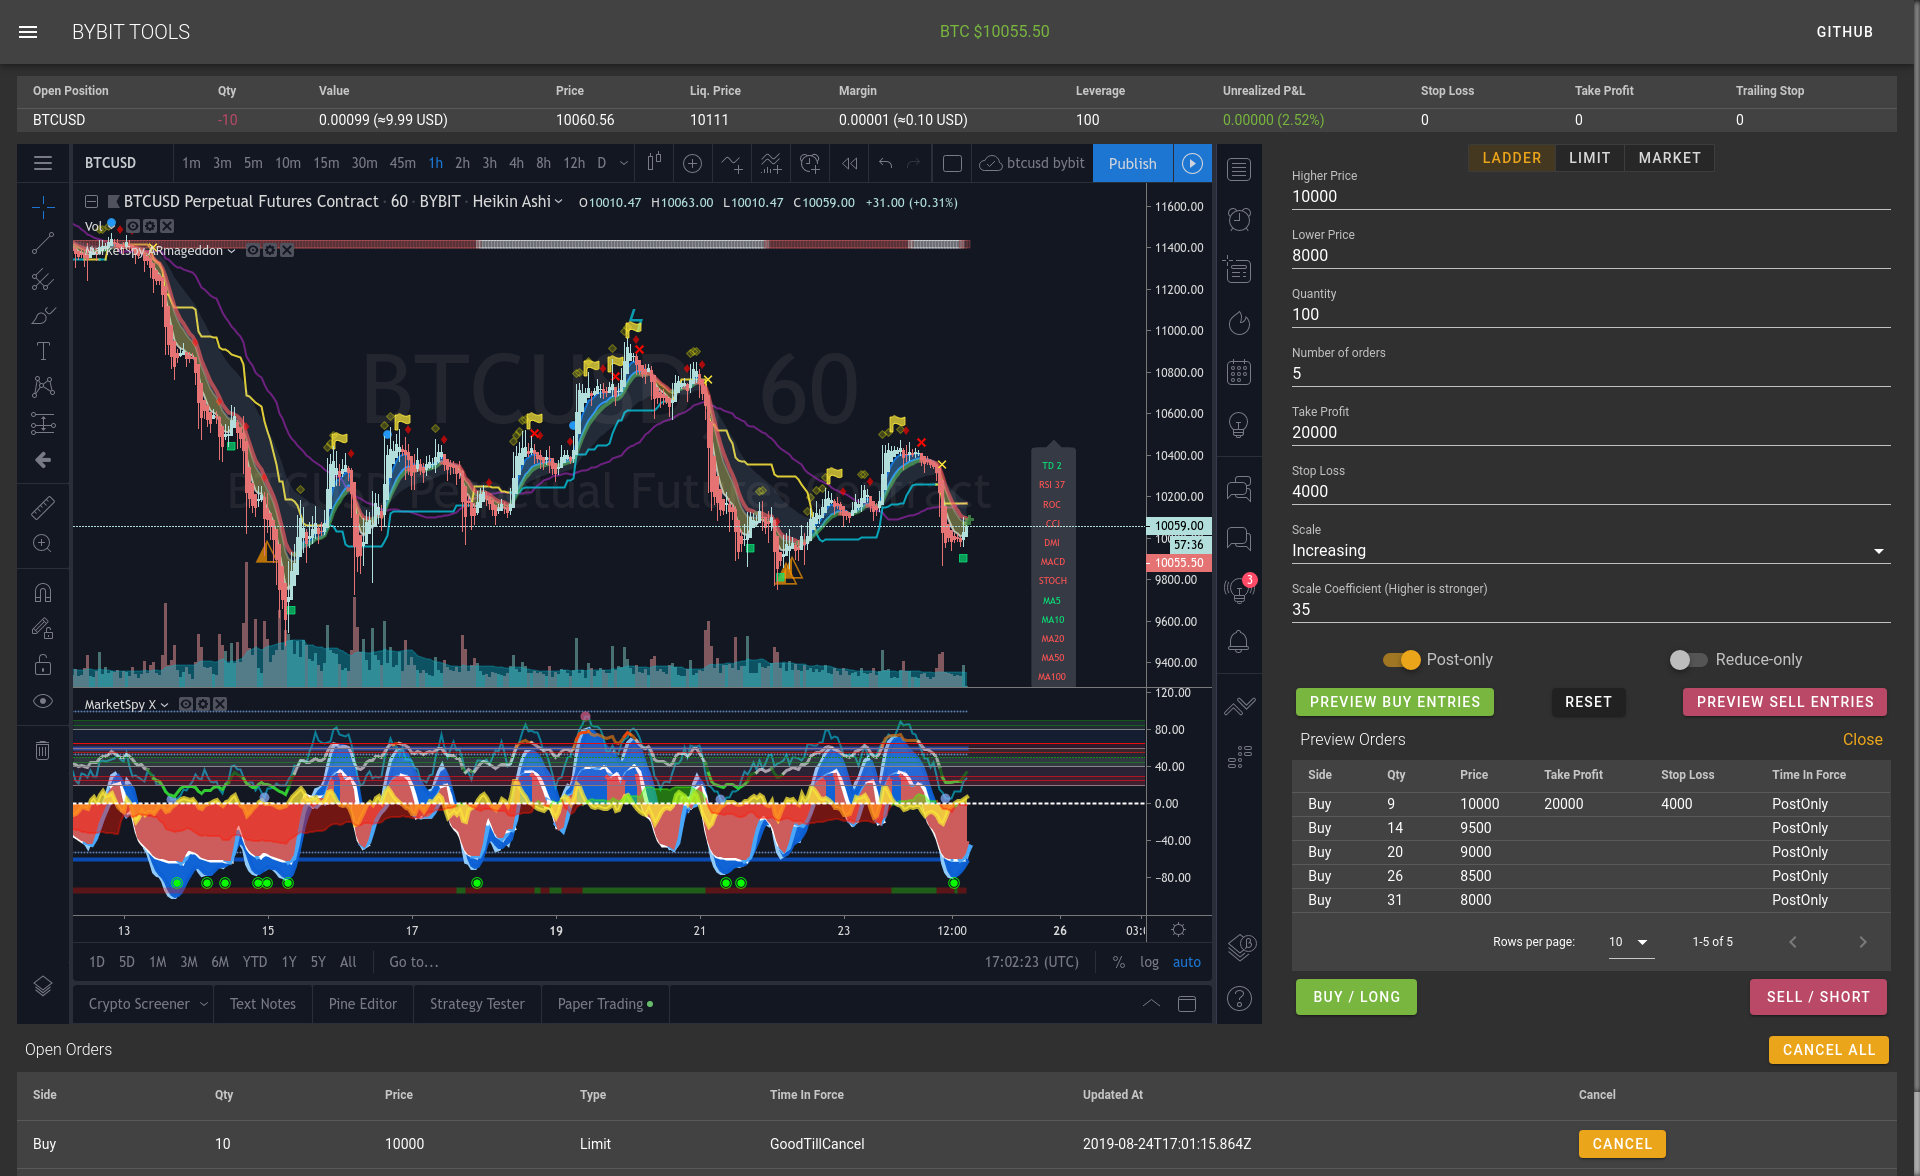 BYBIT TOOLS
BTC $10055.50
GITHUB
Open Position Qty Value Price Liq. Price Margin Leverage Unrealized P&L Stop Loss Take Profit Trailing Stop
BTCUSD -10 0.00099 (≈9.99 USD) 10060.56 10111 0.00001 (≈0.10 USD) 100 0.00000 (2.52%) 0 0 0
BTCUSD 1m 3m 5m 10m 15m 30m 45m 1h 2h 3h 4h 8h 12h D btcusd bybit Publish
BTCUSD Perpetual Futures Contract · 60 · BYBIT · Heikin Ashi O10010.47 H10063.00 L10010.47 C10059.00 +31.00 (+0.31%)
Vol
MarketSpy ARmageddon
BTCUSD, 60
BTCUSD Perpetual Futures Contract
11600.00
11400.00
11200.00
11000.00
10800.00
10600.00
10400.00
10200.00
10059.00
57:36
10055.50
9800.00
9600.00
9400.00
TD 2
RSI 37
ROC
CCI
DMI
MACD
STOCH
MA5
MA10
MA20
MA50
MA100
MarketSpy X
120.00
80.00
40.00
0.00
−40.00
−80.00
13 15 17 19 21 23 12:00 26
1D 5D 1M 3M 6M YTD 1Y 5Y All Go to... 17:02:23 (UTC) % log auto
Crypto Screener Text Notes Pine Editor Strategy Tester Paper Trading
3
LADDER LIMIT MARKET
Higher Price
10000
Lower Price
8000
Quantity
100
Number of orders
5
Take Profit
20000
Stop Loss
4000
Scale
Increasing
Scale Coefficient (Higher is stronger)
35
Post-only Reduce-only
PREVIEW BUY ENTRIES RESET PREVIEW SELL ENTRIES
Preview Orders Close
Side Qty Price Take Profit Stop Loss Time In Force
Buy 9 10000 20000 4000 PostOnly
Buy 14 9500 PostOnly
Buy 20 9000 PostOnly
Buy 26 8500 PostOnly
Buy 31 8000 PostOnly
Rows per page: 10 1-5 of 5
BUY / LONG SELL / SHORT
Open Orders CANCEL ALL
Side Qty Price Type Time In Force Updated At Cancel
Buy 10 10000 Limit GoodTillCancel 2019-08-24T17:01:15.864Z CANCEL